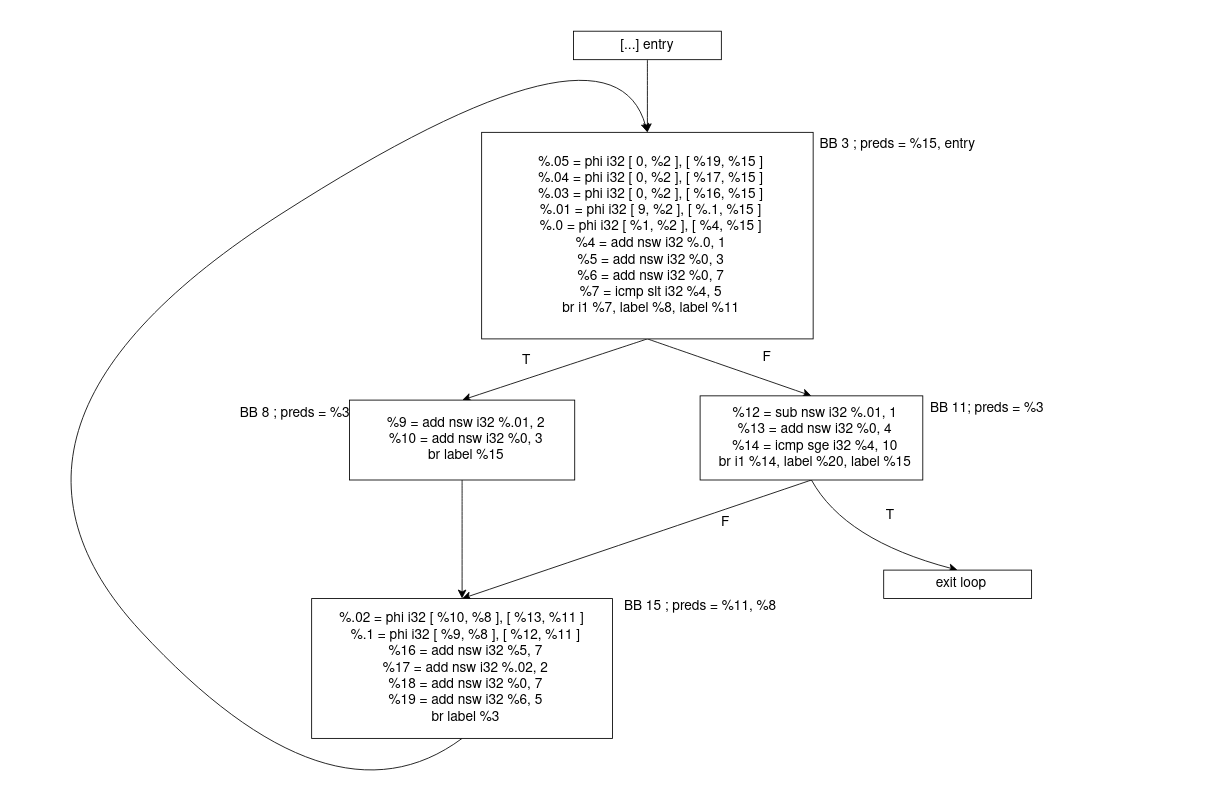 [...] entry
BB 3 ; preds = %15, entry
%.05 = phi i32 [ 0, %2 ], [ %19, %15 ]
%.04 = phi i32 [ 0, %2 ], [ %17, %15 ]
%.03 = phi i32 [ 0, %2 ], [ %16, %15 ]
%.01 = phi i32 [ 9, %2 ], [ %.1, %15 ]
%.0 = phi i32 [ %1, %2 ], [ %4, %15 ]
%4 = add nsw i32 %.0, 1
%5 = add nsw i32 %0, 3
%6 = add nsw i32 %0, 7
%7 = icmp slt i32 %4, 5
br i1 %7, label %8, label %11
T
F
BB 8 ; preds = %3
%9 = add nsw i32 %.01, 2
%10 = add nsw i32 %0, 3
br label %15
BB 11; preds = %3
%12 = sub nsw i32 %.01, 1
%13 = add nsw i32 %0, 4
%14 = icmp sge i32 %4, 10
br i1 %14, label %20, label %15
F
T
exit loop
BB 15 ; preds = %11, %8
%.02 = phi i32 [ %10, %8 ], [ %13, %11 ]
%.1 = phi i32 [ %9, %8 ], [ %12, %11 ]
%16 = add nsw i32 %5, 7
%17 = add nsw i32 %.02, 2
%18 = add nsw i32 %0, 7
%19 = add nsw i32 %6, 5
br label %3